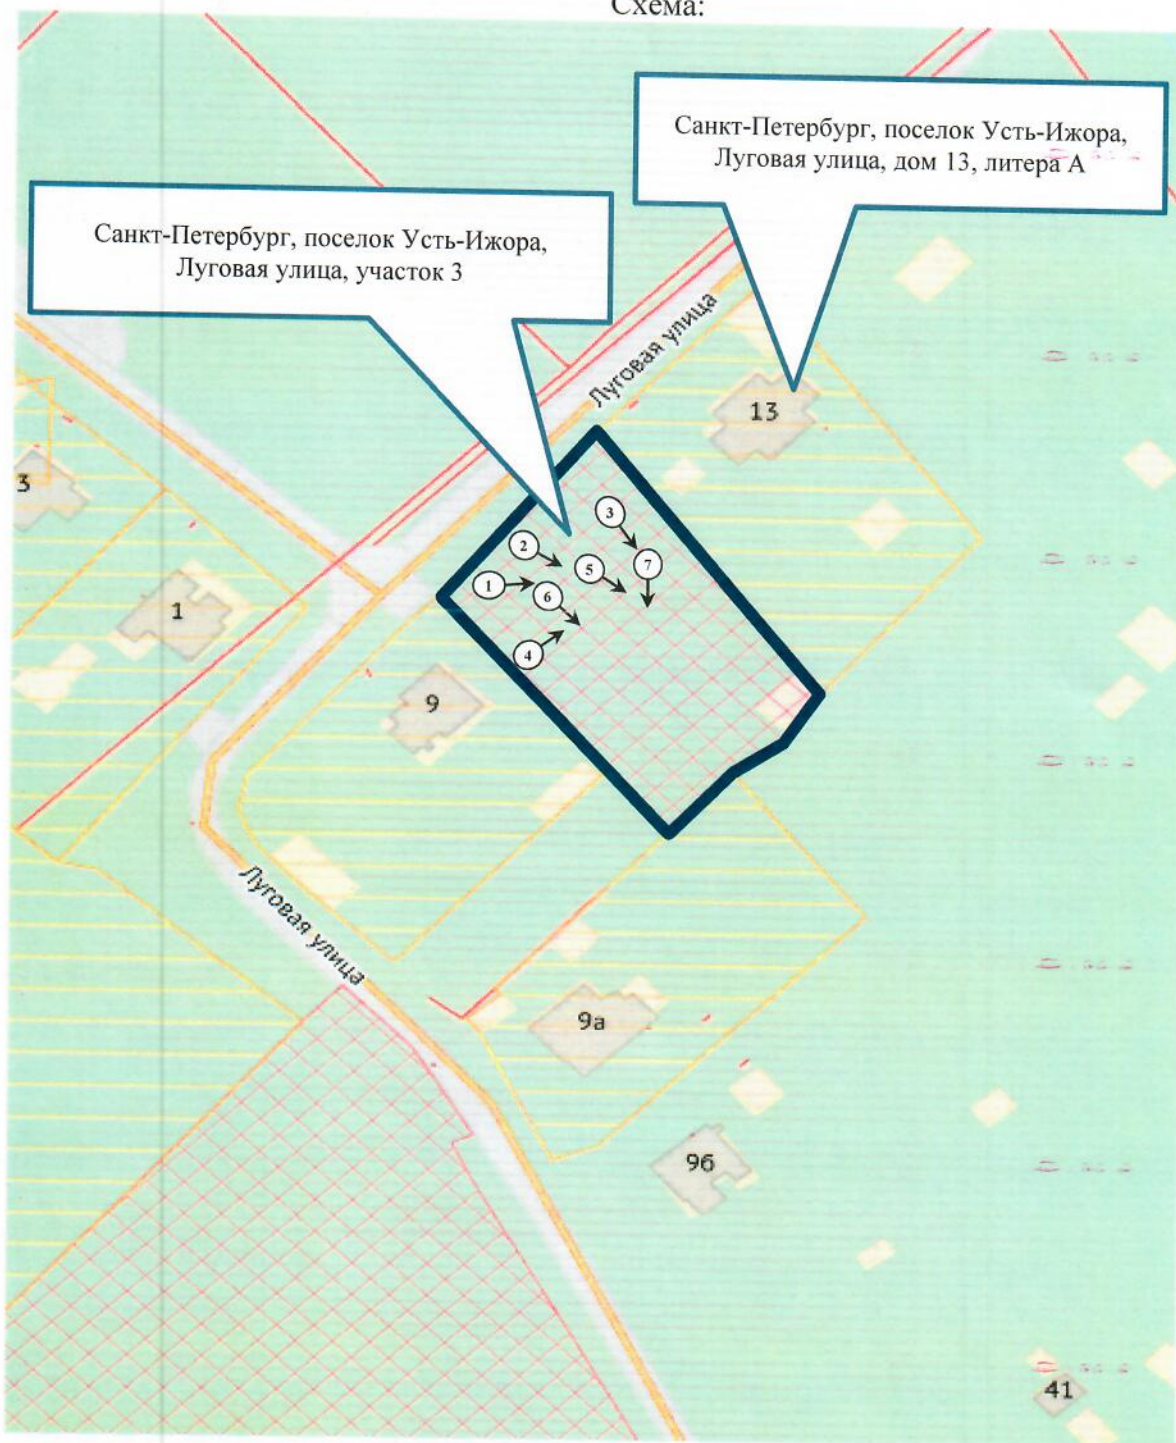 Схема:
Санкт-Петербург, поселок Усть-Ижора,
Луговая улица, дом 13, литера А
Санкт-Петербург, поселок Усть-Ижора,
Луговая улица, участок 3
Луговая улица
13
3
3
2
7
5
1
6
1
4
9
Луговая улица
9а
9б
41